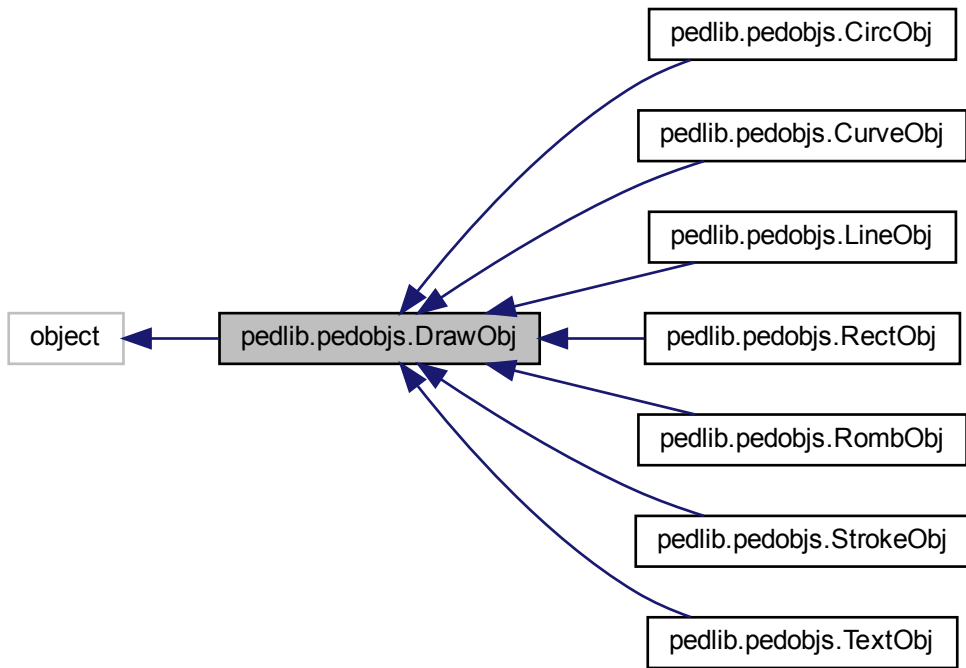 pedlib.pedobjs.CircObj
pedlib.pedobjs.CurveObj
pedlib.pedobjs.LineObj
object
pedlib.pedobjs.DrawObj
pedlib.pedobjs.RectObj
pedlib.pedobjs.RombObj
pedlib.pedobjs.StrokeObj
pedlib.pedobjs.TextObj